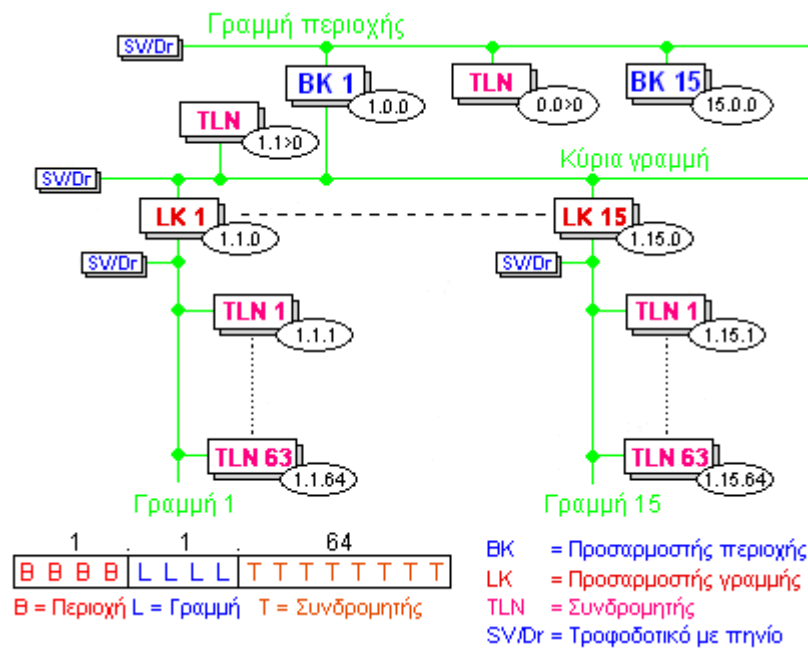 Γραμμή περιοχής
SV/Dr
BK 1
1.0.0
TLN
0.0>0
BK 15
15.0.0
TLN
1.1>0
Κύρια γραμμή
SV/Dr
LK 1
1.1.0
LK 15
1.15.0
SV/Dr
SV/Dr
TLN 1
1.1.1
TLN 1
1.15.1
TLN 63
1.1.64
TLN 63
1.15.64
Γραμμή 1
Γραμμή 15
1 . 1 . 64
B B B B L L L L T T T T T T T T
B = Περιοχή L = Γραμμή T = Συνδρομητής
BK = Προσαρμοστής περιοχής
LK = Προσαρμοστής γραμμής
TLN = Συνδρομητής
SV/Dr = Τροφοδοτικό με πηνίο